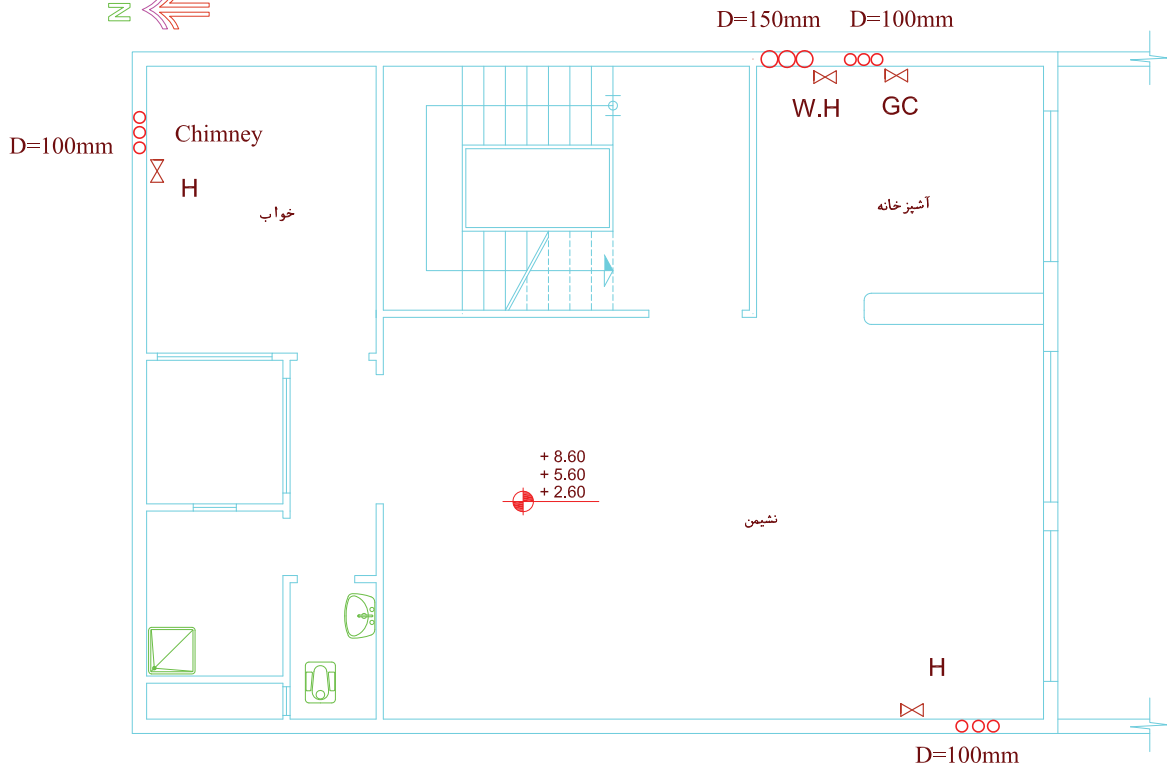 N
D=150mm
D=100mm
W.H
GC
D=100mm
Chimney
H
خواب
آشپزخانه
+ 8.60
+ 5.60
+ 2.60
نشیمن
H
D=100mm